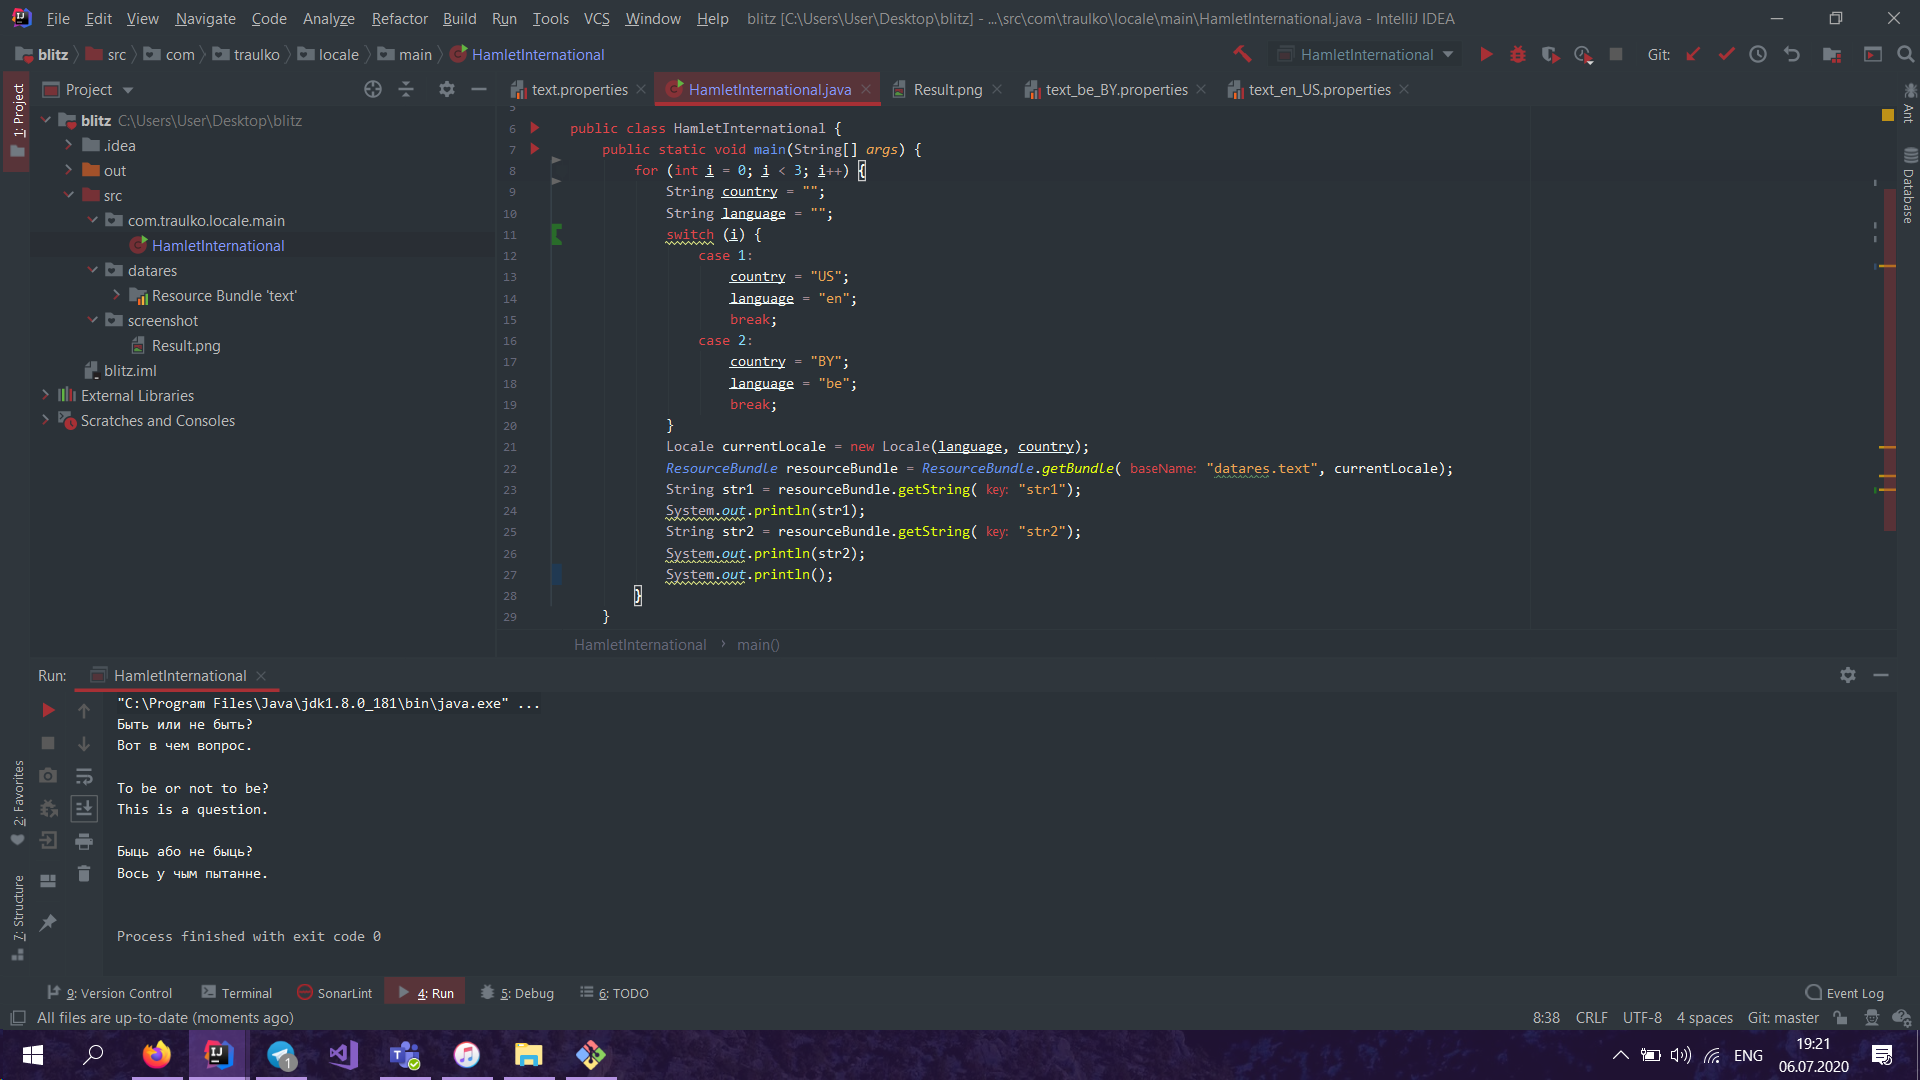 File Edit View Navigate Code Analyze Refactor Build Run Tools VCS Window Help blitz [C:\Users\User\Desktop\blitz] - ...\src\com\traulko\locale\main\HamletInternational.java - IntelliJ IDEA
blitz src com traulko locale main HamletInternational HamletInternational Git:
Project text.properties HamletInternational.java Result.png text_be_BY.properties text_en_US.properties
1: Project
Ant
Database
blitz C:\Users\User\Desktop\blitz
.idea
out
src
com.traulko.locale.main
HamletInternational
datares
Resource Bundle 'text'
screenshot
Result.png
blitz.iml
External Libraries
Scratches and Consoles
5
6 public class HamletInternational {
7 public static void main(String[] args) {
8 for (int i = 0; i < 3; i++) {
9 String country = "";
10 String language = "";
11 switch (i) {
12 case 1:
13 country = "US";
14 language = "en";
15 break;
16 case 2:
17 country = "BY";
18 language = "be";
19 break;
20 }
21 Locale currentLocale = new Locale(language, country);
22 ResourceBundle resourceBundle = ResourceBundle.getBundle( baseName: "datares.text", currentLocale);
23 String str1 = resourceBundle.getString( key: "str1");
24 System.out.println(str1);
25 String str2 = resourceBundle.getString( key: "str2");
26 System.out.println(str2);
27 System.out.println();
28 }
29 }
HamletInternational › main()
Run: HamletInternational
"C:\Program Files\Java\jdk1.8.0_181\bin\java.exe" ...
Быть или не быть?
Вот в чем вопрос.
To be or not to be?
This is a question.
Быць або не быць?
Вось у чым пытанне.
Process finished with exit code 0
2: Favorites
7: Structure
9: Version Control Terminal SonarLint 4: Run 5: Debug 6: TODO Event Log
All files are up-to-date (moments ago) 8:38 CRLF UTF-8 4 spaces Git: master
1
ENG
19:21
06.07.2020